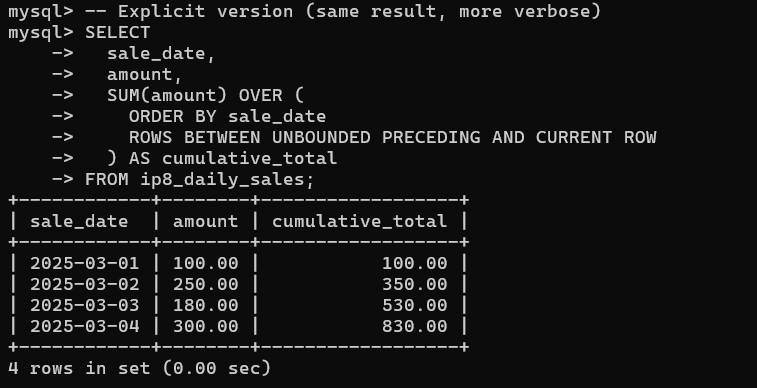 mysql> -- Explicit version (same result, more verbose)
mysql> SELECT
    ->   sale_date,
    ->   amount,
    ->   SUM(amount) OVER (
    ->     ORDER BY sale_date
    ->     ROWS BETWEEN UNBOUNDED PRECEDING AND CURRENT ROW
    ->   ) AS cumulative_total
    -> FROM ip8_daily_sales;
+------------+--------+------------------+
| sale_date  | amount | cumulative_total |
+------------+--------+------------------+
| 2025-03-01 | 100.00 |           100.00 |
| 2025-03-02 | 250.00 |           350.00 |
| 2025-03-03 | 180.00 |           530.00 |
| 2025-03-04 | 300.00 |           830.00 |
+------------+--------+------------------+
4 rows in set (0.00 sec)